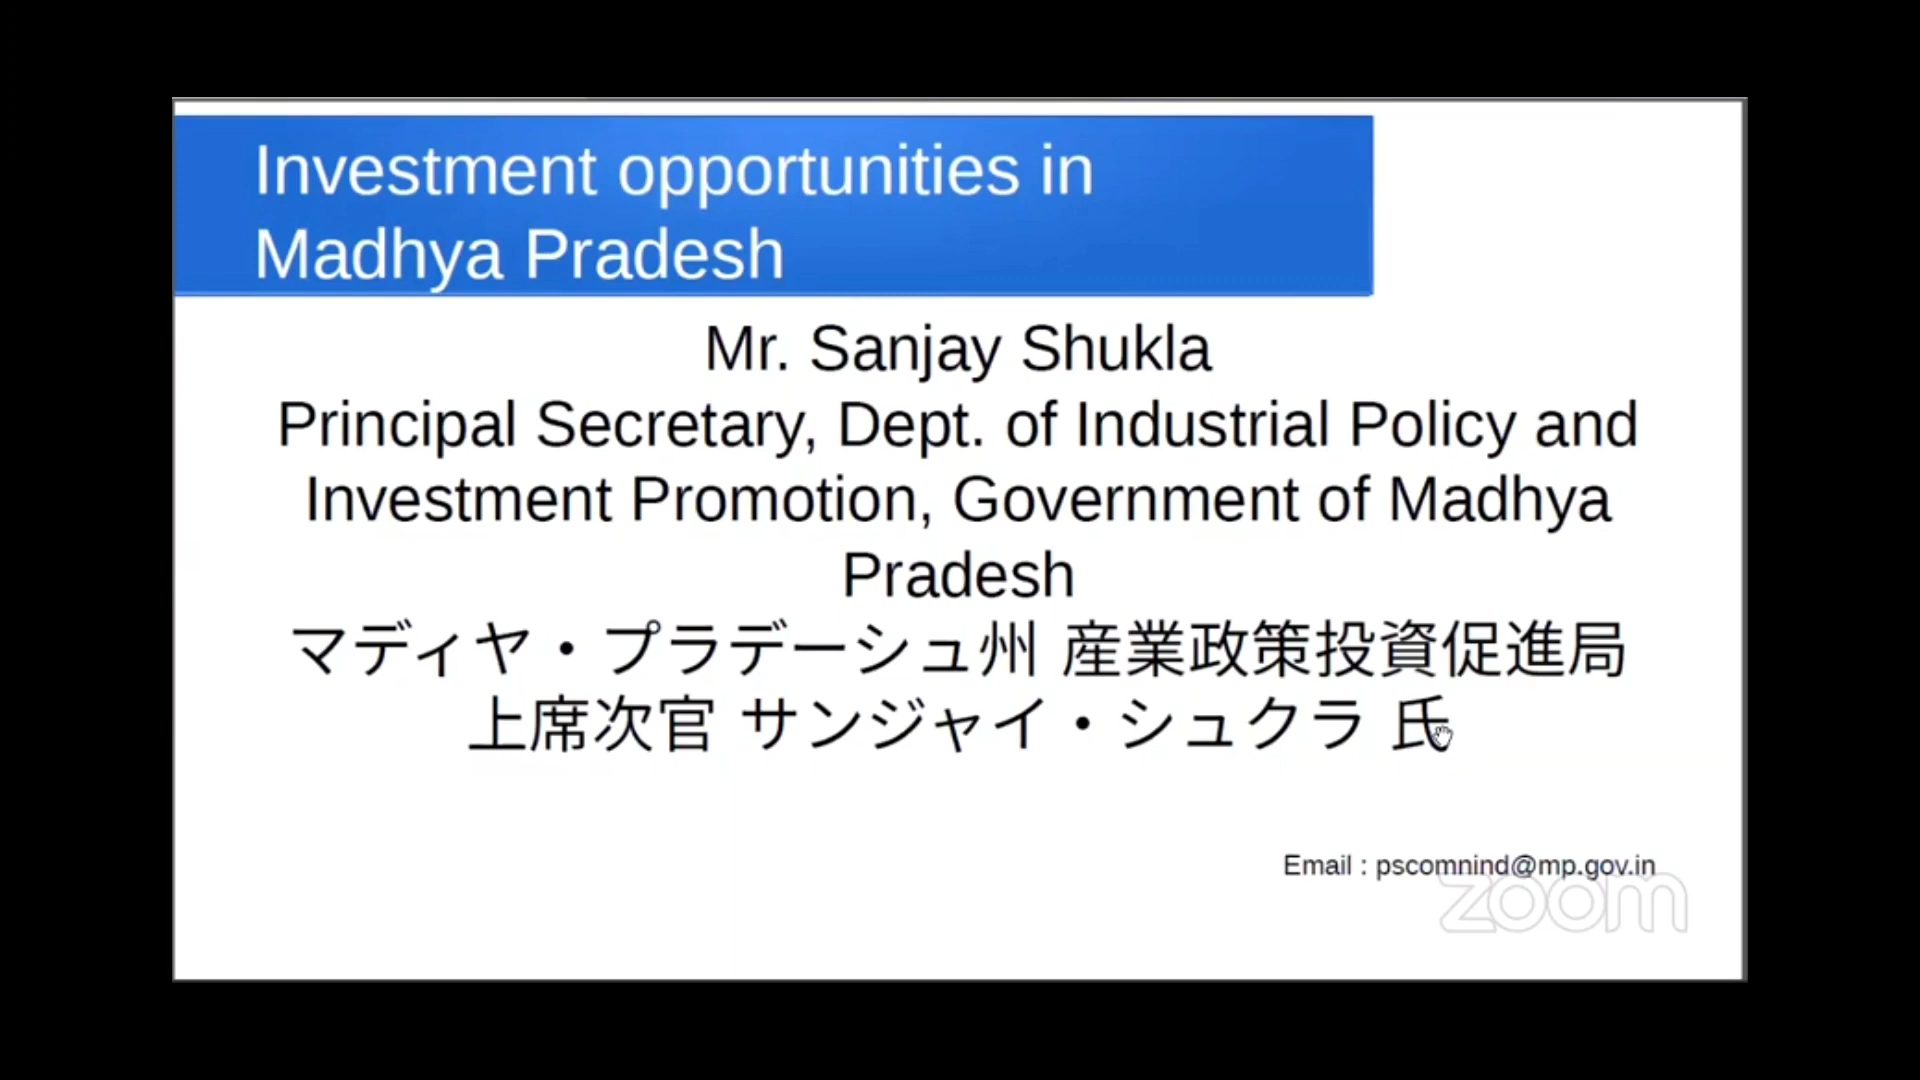 Investment opportunities in
Madhya Pradesh
Mr. Sanjay Shukla
Principal Secretary, Dept. of Industrial Policy and
Investment Promotion, Government of Madhya
Pradesh
マディヤ・プラデーシュ州 産業政策投資促進局
上席次官 サンジャイ・シュクラ 氏
Email : pscomnind@mp.gov.in
zoom